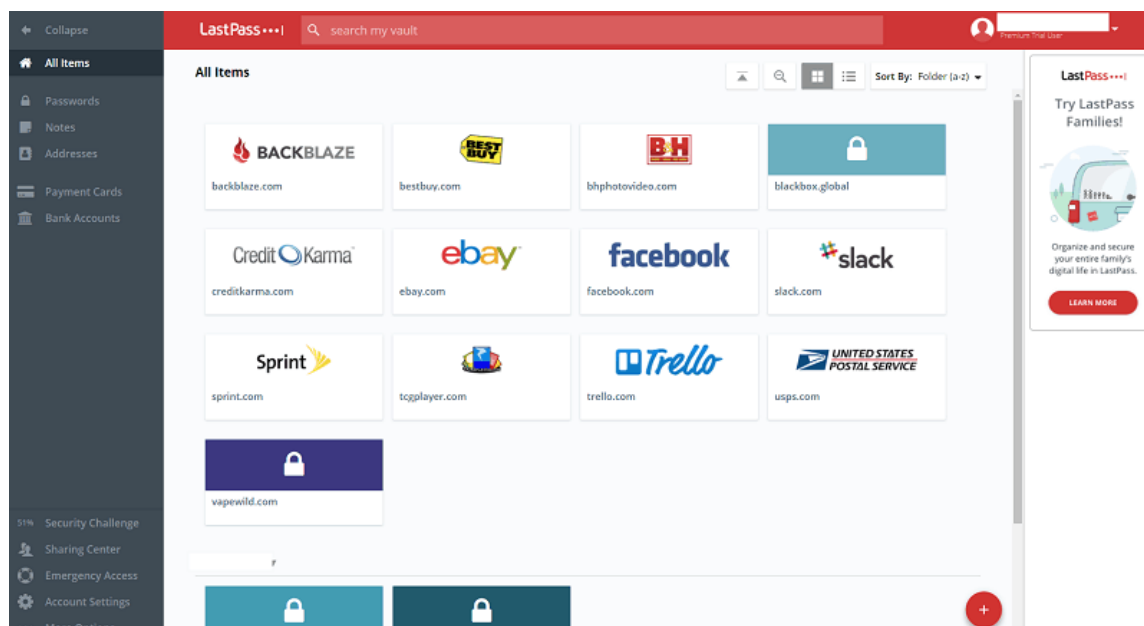 Collapse
LastPass
search my vault
Premium Trial User
All Items
Passwords
Notes
Addresses
Payment Cards
Bank Accounts
51% Security Challenge
Sharing Center
Emergency Access
Account Settings
All Items
Sort By: Folder (a-z)
BACKBLAZE
backblaze.com
BEST BUY
bestbuy.com
B&H
bhphotovideo.com
blackbox.global
Credit Karma
creditkarma.com
ebay
ebay.com
facebook
facebook.com
slack
slack.com
Sprint
sprint.com
tcgplayer.com
Trello
trello.com
UNITED STATES
POSTAL SERVICE
usps.com
vapewild.com
LastPass
Try LastPass
Families!
Organize and secure
your entire family's
digital life in LastPass.
LEARN MORE